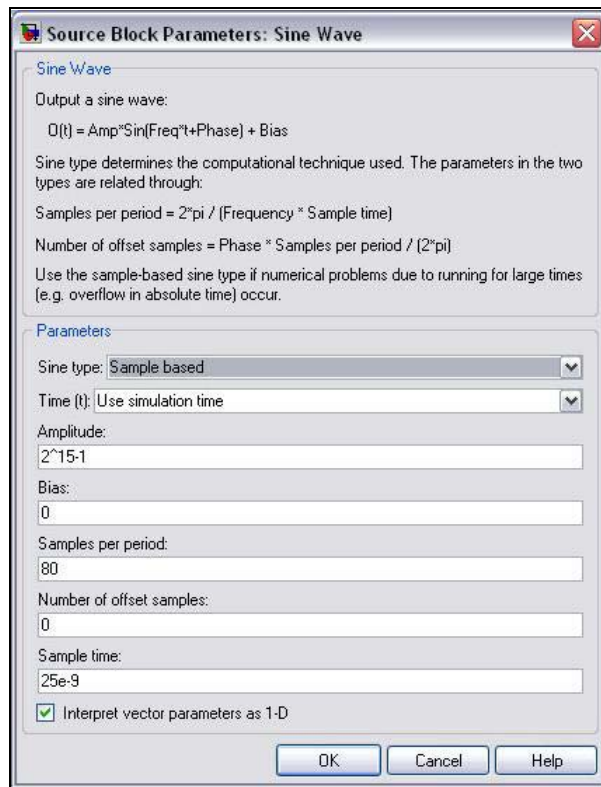 Source Block Parameters: Sine Wave
Sine Wave
Output a sine wave:
O(t) = Amp*Sin(Freq*t+Phase) + Bias
Sine type determines the computational technique used. The parameters in the two
types are related through:
Samples per period = 2*pi / (Frequency * Sample time)
Number of offset samples = Phase * Samples per period / (2*pi)
Use the sample-based sine type if numerical problems due to running for large times
(e.g. overflow in absolute time) occur.
Parameters
Sine type: Sample based
Time (t): Use simulation time
Amplitude:
2^15-1
Bias:
0
Samples per period:
80
Number of offset samples:
0
Sample time:
25e-9
Interpret vector parameters as 1-D
OK Cancel Help